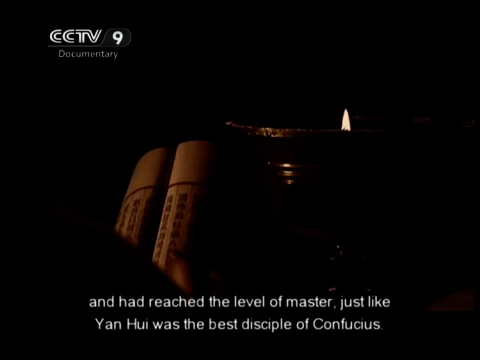 CCTV 9
Documentary
and had reached the level of master, just like
Yan Hui was the best disciple of Confucius.